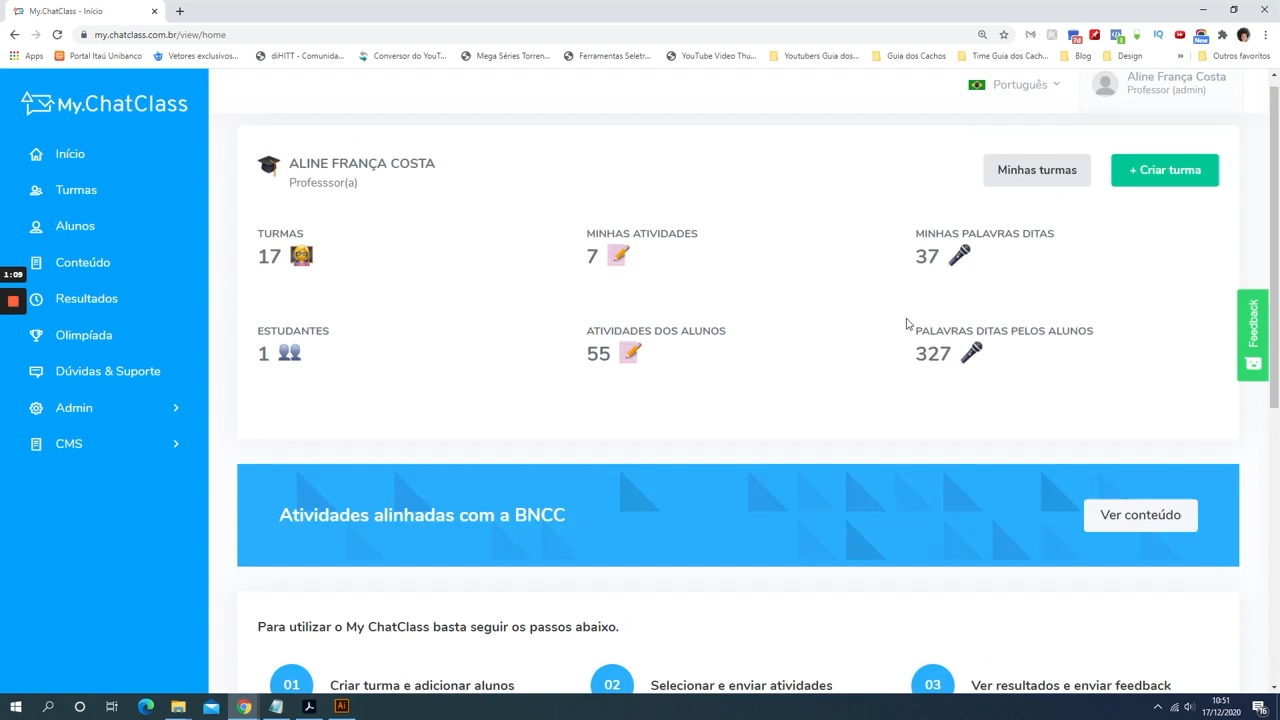 My.ChatClass - Início
my.chatclass.com.br/view/home
Apps
Portal Itaú Unibanco
Vetores exclusivos...
diHITT - Comunida...
Conversor do YouT...
Mega Séries Torren...
Ferramentas Seletr...
YouTube Video Thu...
Youtubers Guia dos...
Guia dos Cachos
Time Guia dos Cac...
Blog
Design
»
Outros favoritos
My.ChatClass
Português
Aline França Costa
Professor (admin)
Início
Turmas
Alunos
Conteúdo
Resultados
Olimpíada
Dúvidas & Suporte
Admin
CMS
1:09
ALINE FRANÇA COSTA
Professsor(a)
Minhas turmas
+ Criar turma
TURMAS
17
MINHAS ATIVIDADES
7
MINHAS PALAVRAS DITAS
37
ESTUDANTES
1
ATIVIDADES DOS ALUNOS
55
PALAVRAS DITAS PELOS ALUNOS
327
Feedback
Atividades alinhadas com a BNCC
Ver conteúdo
Para utilizar o My ChatClass basta seguir os passos abaixo.
01 Criar turma e adicionar alunos
02 Selecionar e enviar atividades
03 Ver resultados e enviar feedback
10:51
17/12/2020